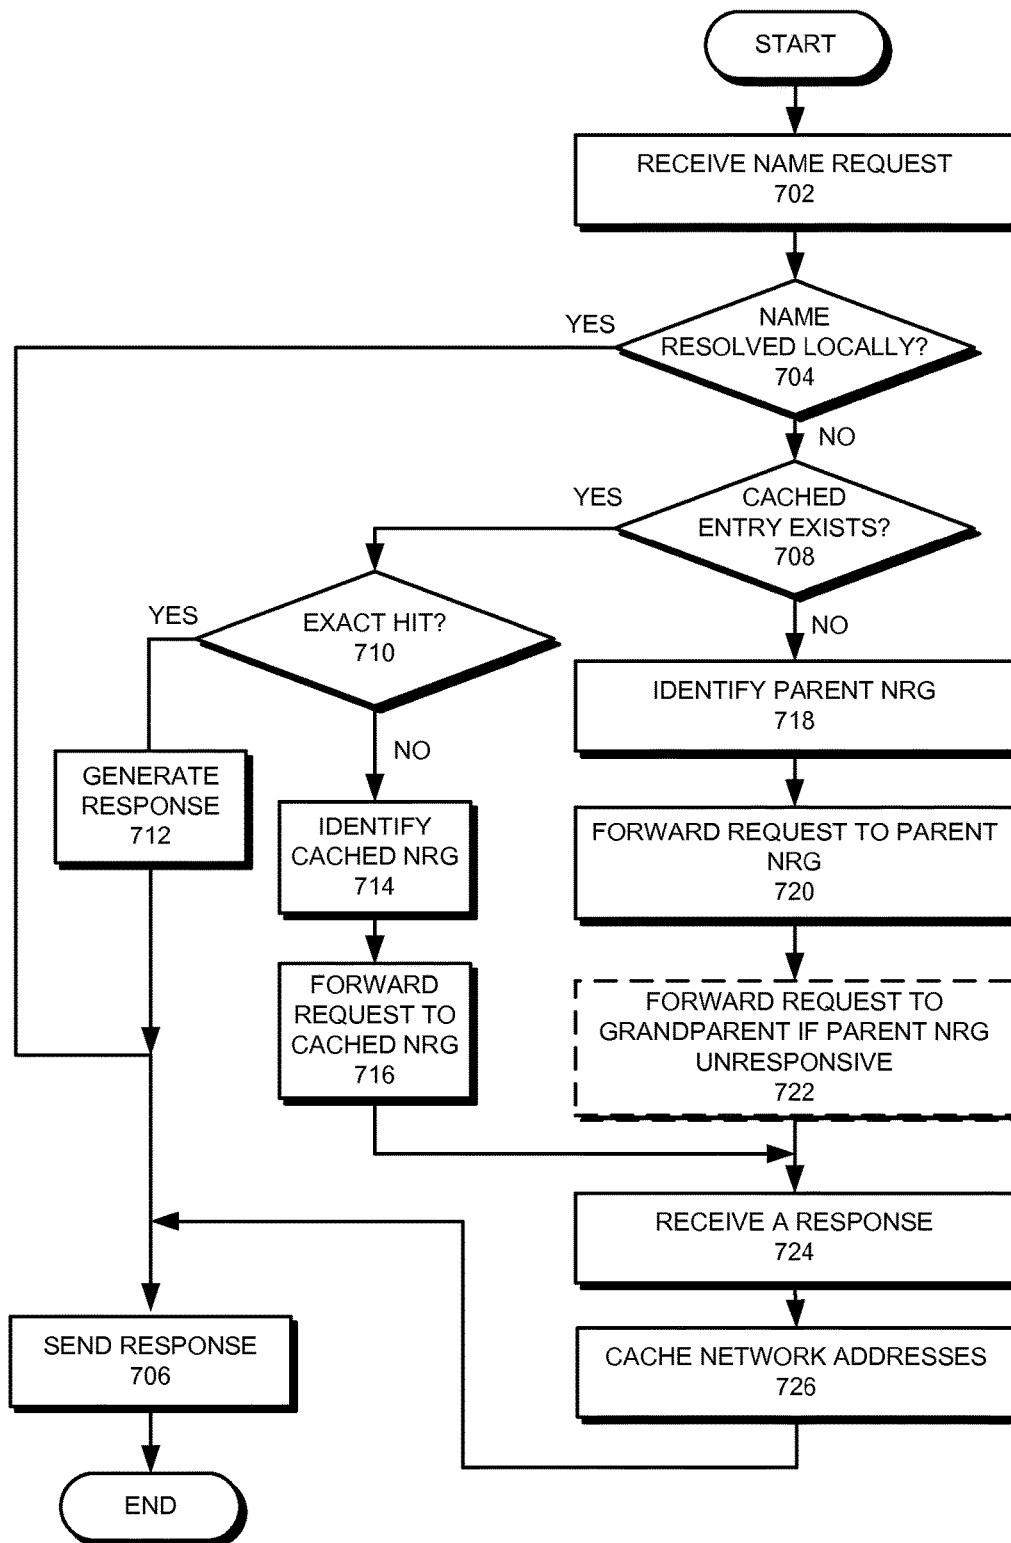 START
RECEIVE NAME REQUEST
702
NAME
RESOLVED LOCALLY?
704
YES
NO
CACHED
ENTRY EXISTS?
708
YES
NO
EXACT HIT?
710
YES
NO
IDENTIFY PARENT NRG
718
GENERATE
RESPONSE
712
IDENTIFY
CACHED NRG
714
FORWARD REQUEST TO PARENT
NRG
720
FORWARD
REQUEST TO
CACHED NRG
716
FORWARD REQUEST TO
GRANDPARENT IF PARENT NRG
UNRESPONSIVE
722
RECEIVE A RESPONSE
724
CACHE NETWORK ADDRESSES
726
SEND RESPONSE
706
END